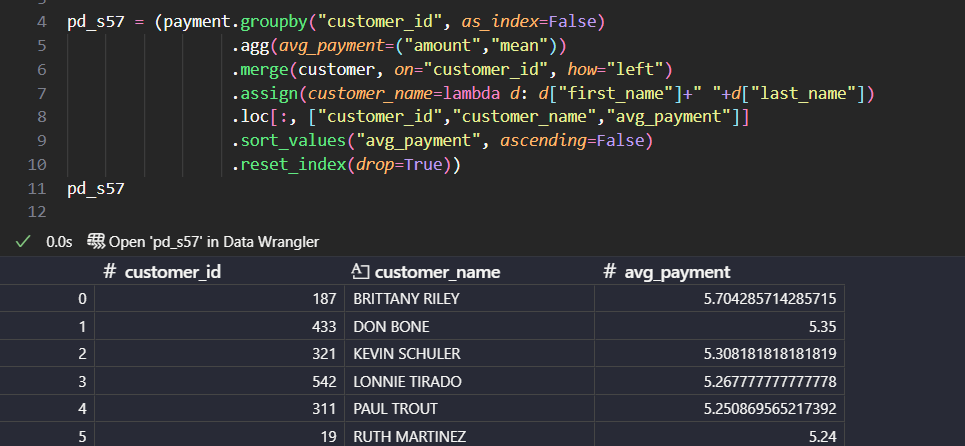 4 pd_s57 = (payment.groupby("customer_id", as_index=False)
5 .agg(avg_payment=("amount","mean"))
6 .merge(customer, on="customer_id", how="left")
7 .assign(customer_name=lambda d: d["first_name"]+" "+d["last_name"])
8 .loc[:, ["customer_id","customer_name","avg_payment"]]
9 .sort_values("avg_payment", ascending=False)
10 .reset_index(drop=True))
11 pd_s57
12
0.0s Open 'pd_s57' in Data Wrangler
# customer_id A customer_name # avg_payment
0 187 BRITTANY RILEY 5.704285714285715
1 433 DON BONE 5.35
2 321 KEVIN SCHULER 5.308181818181819
3 542 LONNIE TIRADO 5.267777777777778
4 311 PAUL TROUT 5.250869565217392
5 19 RUTH MARTINEZ 5.24